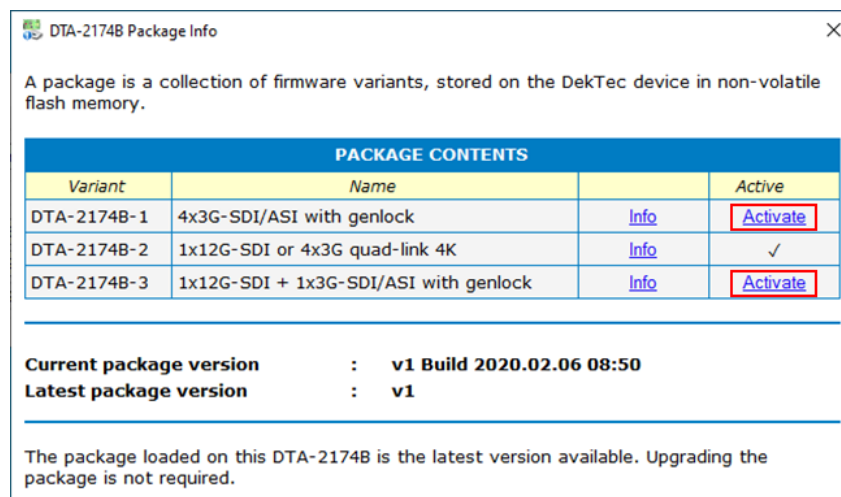 DTA-2174B Package Info
A package is a collection of firmware variants, stored on the DekTec device in non-volatile
flash memory.
PACKAGE CONTENTS
Variant Name Active
DTA-2174B-1 4x3G-SDI/ASI with genlock Info Activate
DTA-2174B-2 1x12G-SDI or 4x3G quad-link 4K Info ✓
DTA-2174B-3 1x12G-SDI + 1x3G-SDI/ASI with genlock Info Activate
Current package version : v1 Build 2020.02.06 08:50
Latest package version : v1
The package loaded on this DTA-2174B is the latest version available. Upgrading the
package is not required.